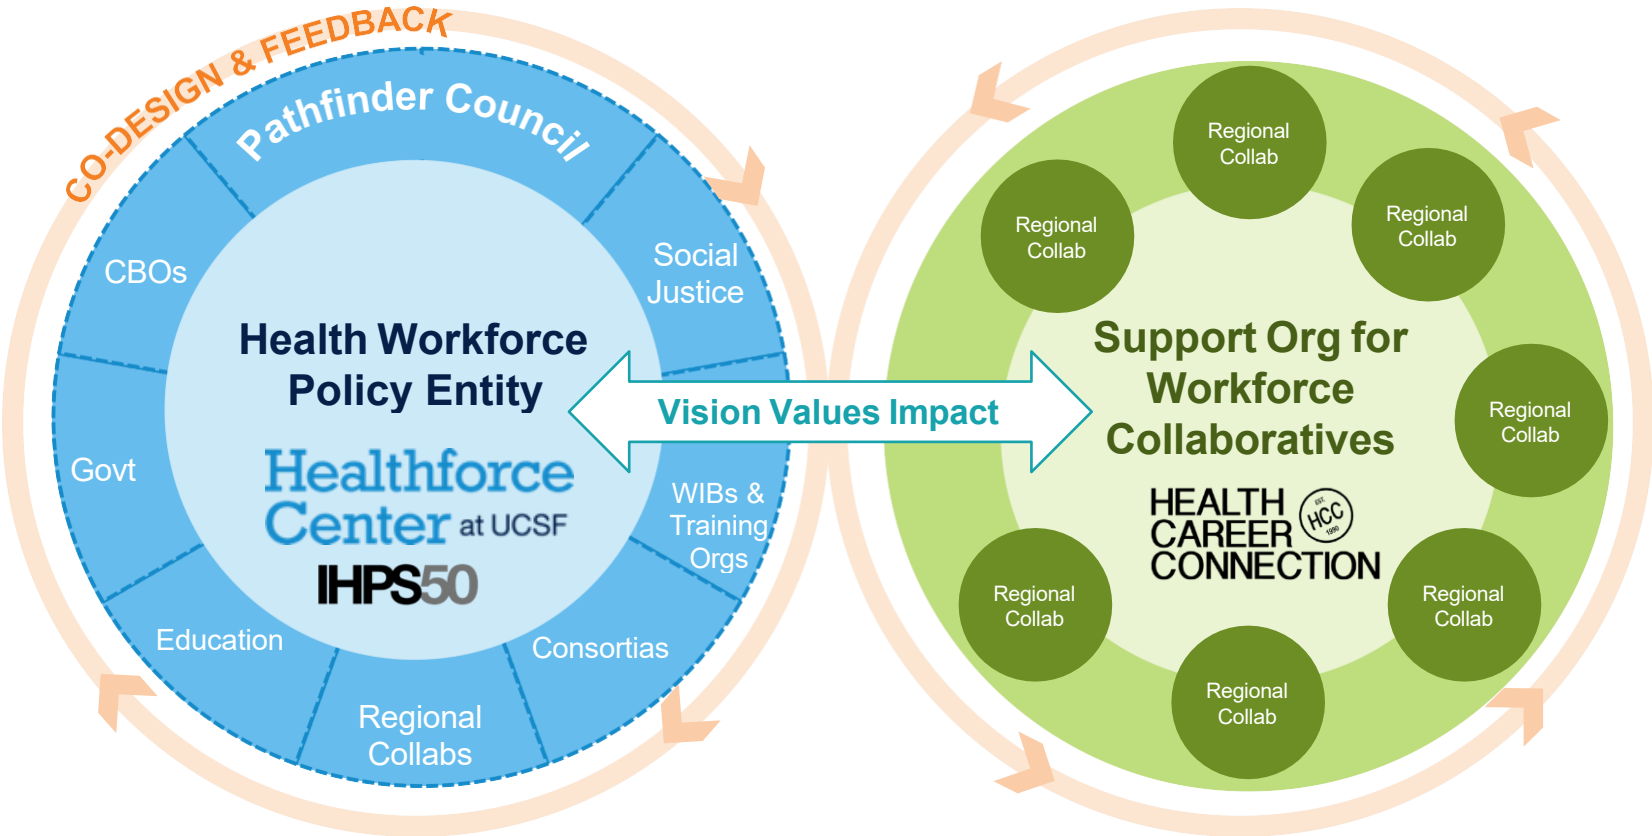 CO-DESIGN & FEEDBACK
Pathfinder Council
CBOs
Social
Justice
Govt
WIBs &
Training
Orgs
Education
Consortias
Regional
Collabs
Health Workforce
Policy Entity
Healthforce
Center at UCSF
IHPS50
Vision Values Impact
Support Org for
Workforce
Collaboratives
HEALTH
CAREER
CONNECTION
EST.
HCC
1990
Regional
Collab
Regional
Collab
Regional
Collab
Regional
Collab
Regional
Collab
Regional
Collab
Regional
Collab